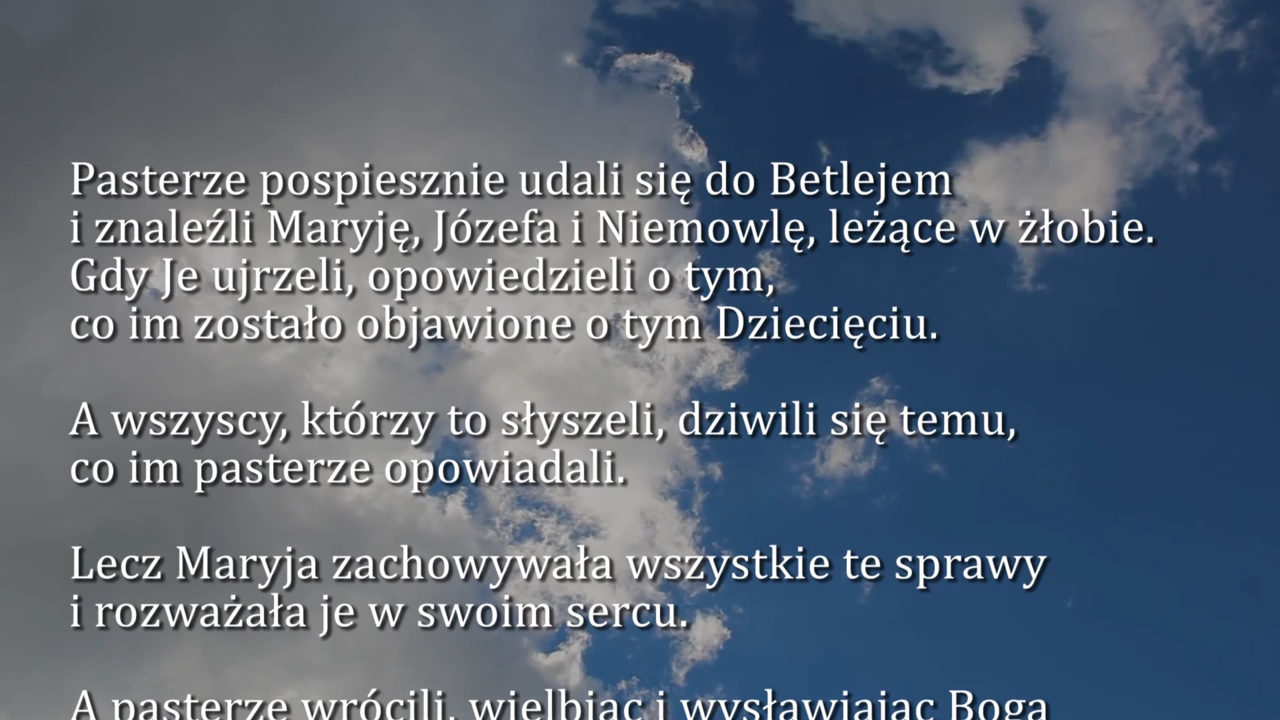 Pasterze pospiesznie udali się do Betlejem
i znaleźli Maryję, Józefa i Niemowlę, leżące w żłobie.
Gdy Je ujrzeli, opowiedzieli o tym,
co im zostało objawione o tym Dziecięciu.
A wszyscy, którzy to słyszeli, dziwili się temu,
co im pasterze opowiadali.
Lecz Maryja zachowywała wszystkie te sprawy
i rozważała je w swoim sercu.
A pasterze wrócili, wielbiąc i wysławiając Boga